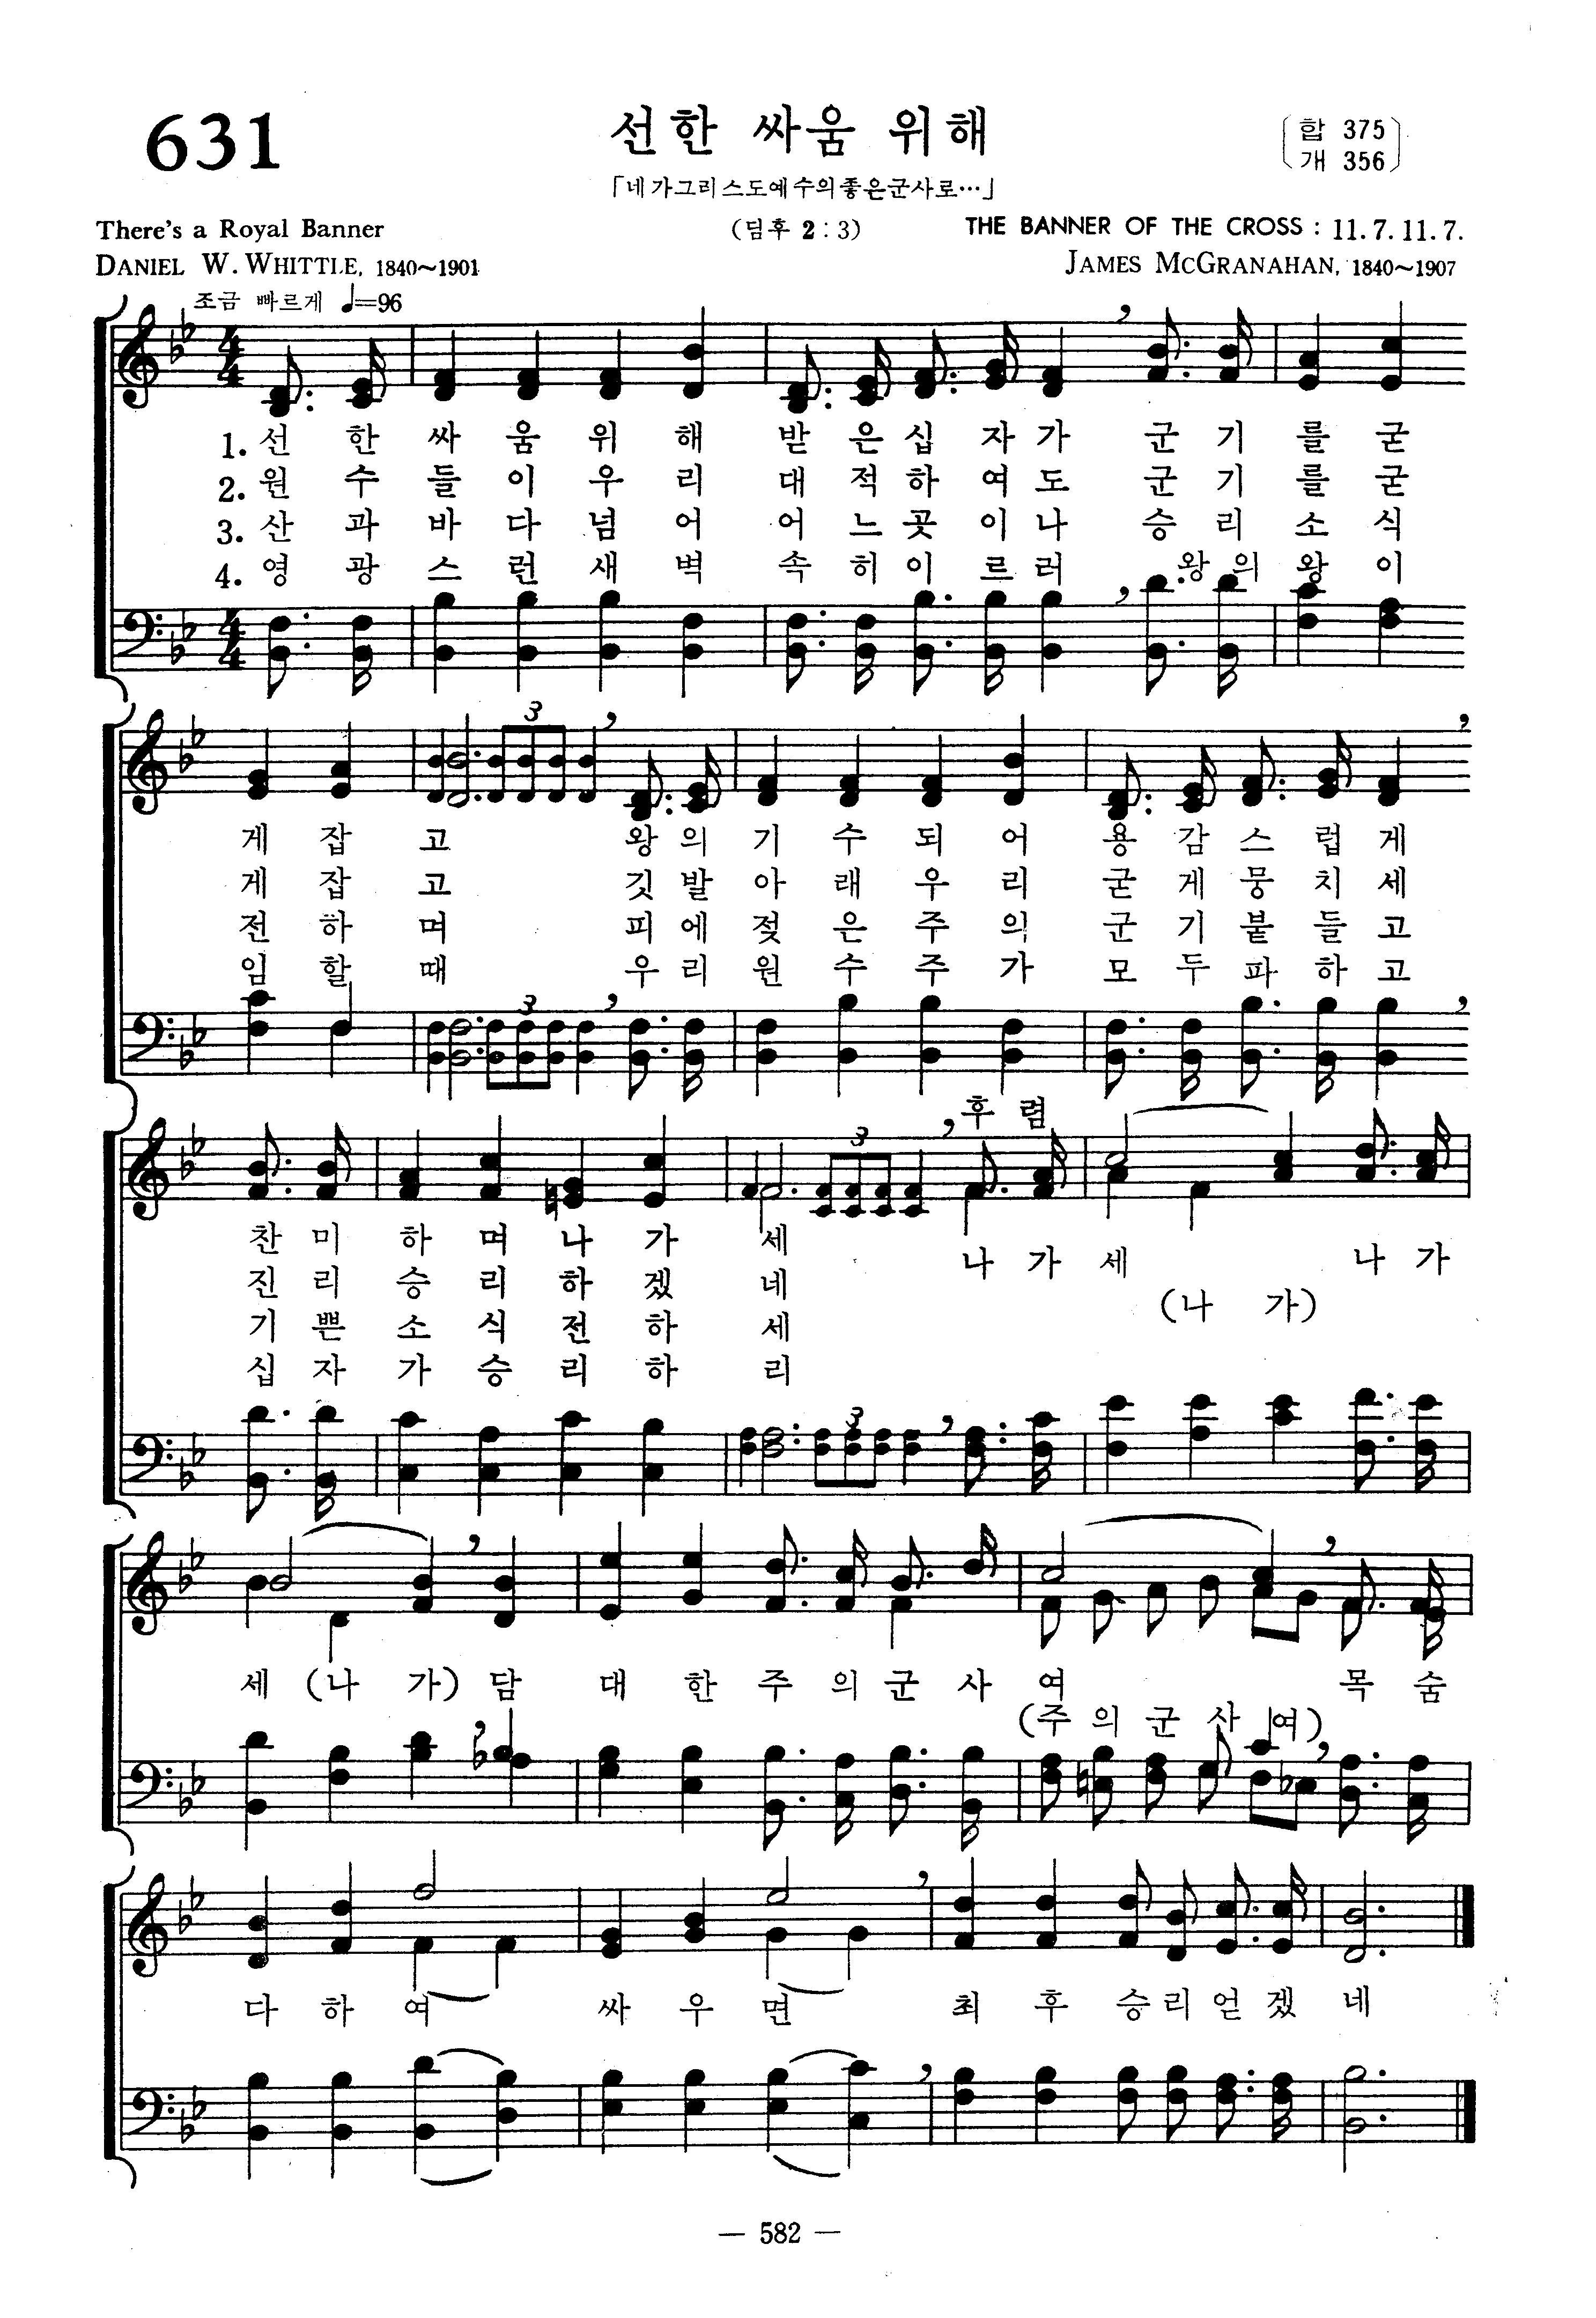 631
선한 싸움 위해
합 375
개 356
「네가그리스도예수의좋은군사로…」
(딤후 2 : 3)
There's a Royal Banner
DANIEL W. WHITTLE, 1840~1901
THE BANNER OF THE CROSS : 11. 7. 11. 7.
JAMES McGRANAHAN, 1840~1907
조금 빠르게 ♩=96
1. 선 한 싸 움 위 해 받 은 십 자 가 군 기 를 굳
2. 원 수 들 이 우 리 대 적 하 여 도 군 기 를 굳
3. 산 과 바 다 넘 어 어 느 곳 이 나 승 리 소 식
4. 영 광 스 런 새 벽 속 히 이 르 러 왕 의 왕 이
3
게 잡 고 왕 의 기 수 되 어 용 감 스 럽 게
게 잡 고 깃 발 아 래 우 리 굳 게 뭉 치 세
전 하 며 피 에 젖 은 주 의 군 기 붙 들 고
임 할 때 우 리 원 수 주 가 모 두 파 하 고
3
후 렴
3
찬 미 하 며 나 가 세 나 가 세 나 가
진 리 승 리 하 겠 네 (나 가)
기 쁜 소 식 전 하 세
십 자 가 승 리 하 리
3
세 (나 가) 담 대 한 주 의 군 사 여 목 숨
(주 의 군 사 여)
다 하 여 싸 우 면 최 후 승 리 얻 겠 네
— 582 —